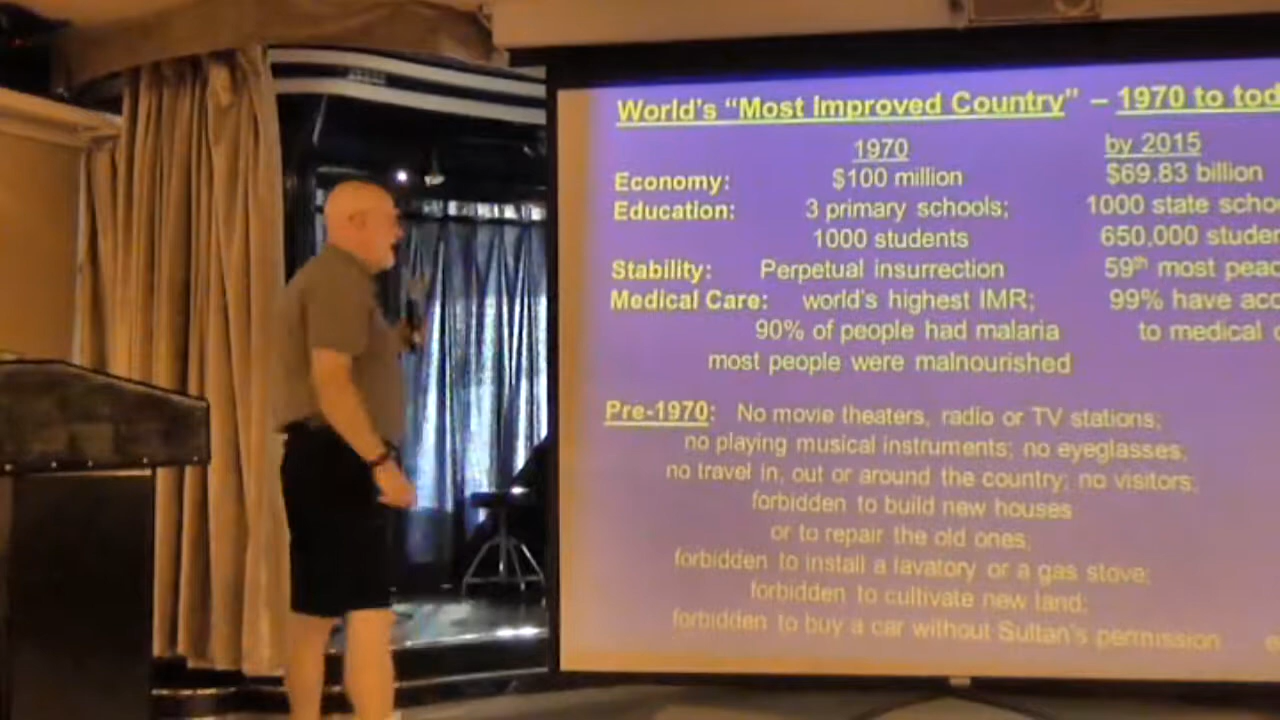 World's "Most Improved Country" – 1970 to tod
1970 by 2015
Economy: $100 million $69.83 billion
Education: 3 primary schools; 1000 state scho
1000 students 650,000 studen
Stability: Perpetual insurrection 59th most peac
Medical Care: world's highest IMR; 99% have acc
90% of people had malaria to medical c
most people were malnourished
Pre-1970: No movie theaters, radio or TV stations;
no playing musical instruments; no eyeglasses;
no travel in, out or around the country; no visitors;
forbidden to build new houses
or to repair the old ones;
forbidden to install a lavatory or a gas stove;
forbidden to cultivate new land;
forbidden to buy a car without Sultan's permission